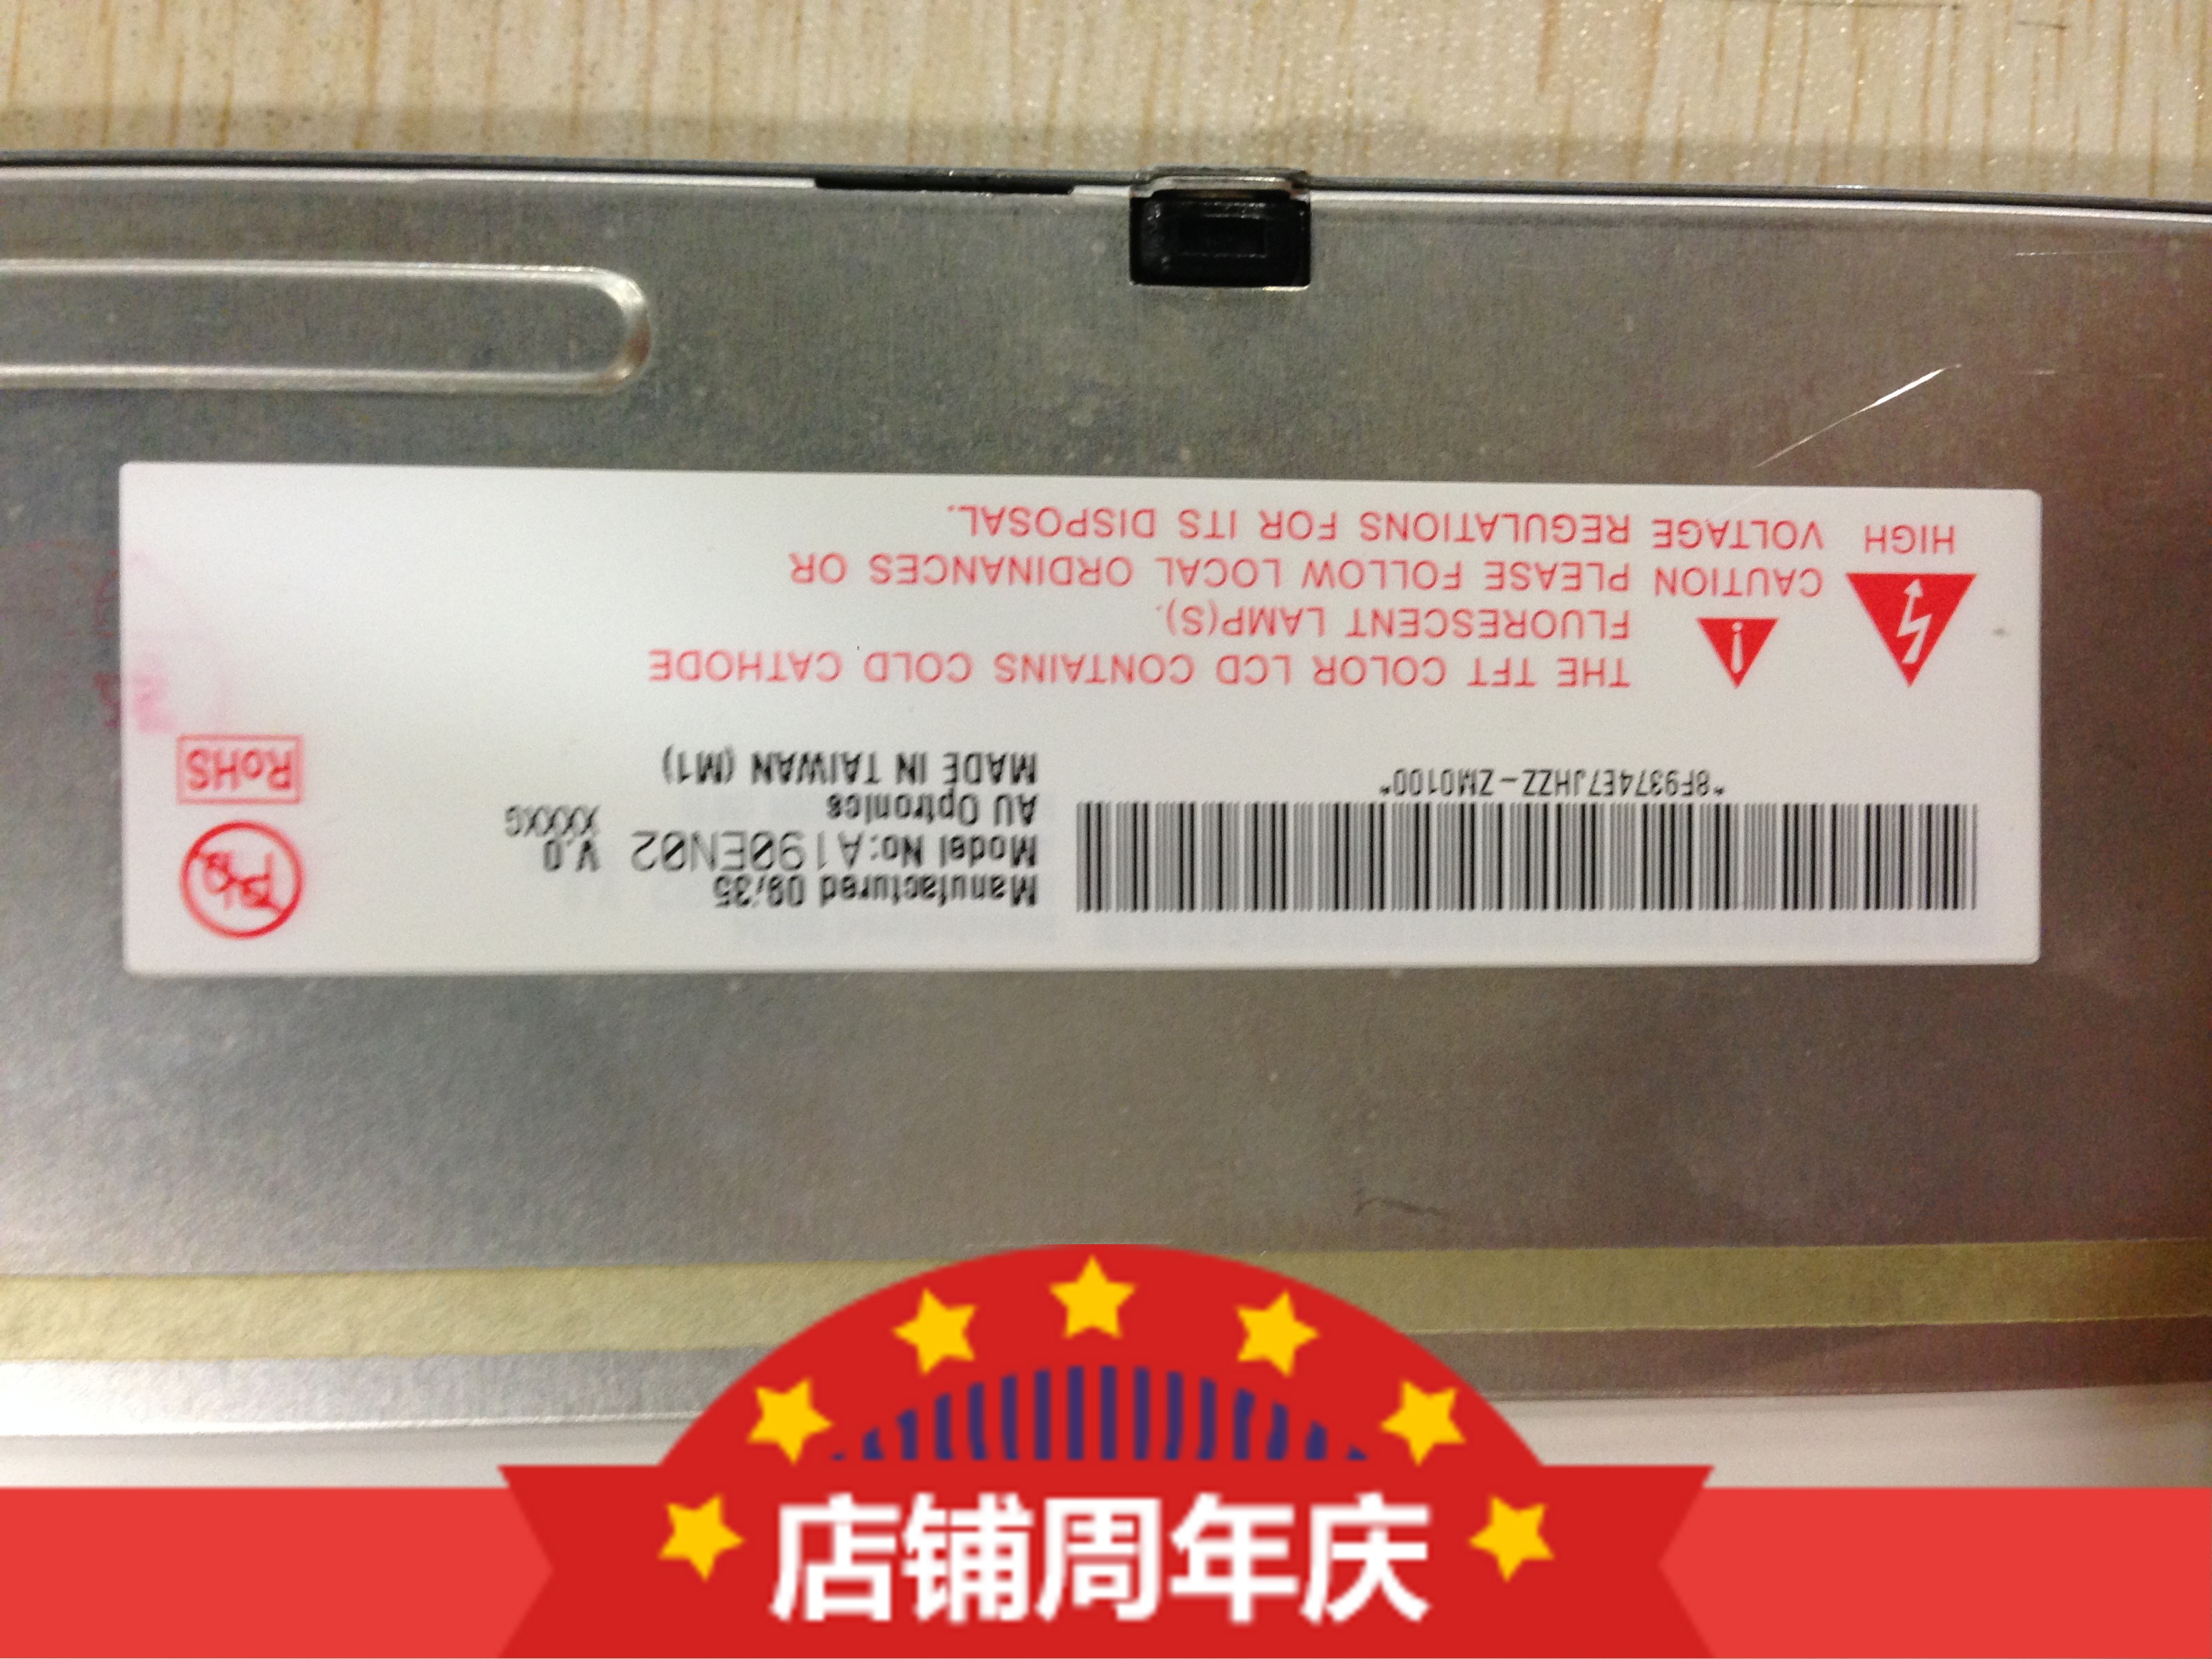 *8F9374E7JHZZ-ZM0100*
Manufactured 09/35
Model No:A190EN02 V.0
AU Optronics XXXXG
MADE IN TAIWAN (M1)
RoHS
THE TFT COLOR LCD CONTAINS COLD CATHODE
FLUORESCENT LAMP(S).
CAUTION PLEASE FOLLOW LOCAL ORDINANCES OR
HIGH VOLTAGE REGULATIONS FOR ITS DISPOSAL.
店铺周年庆